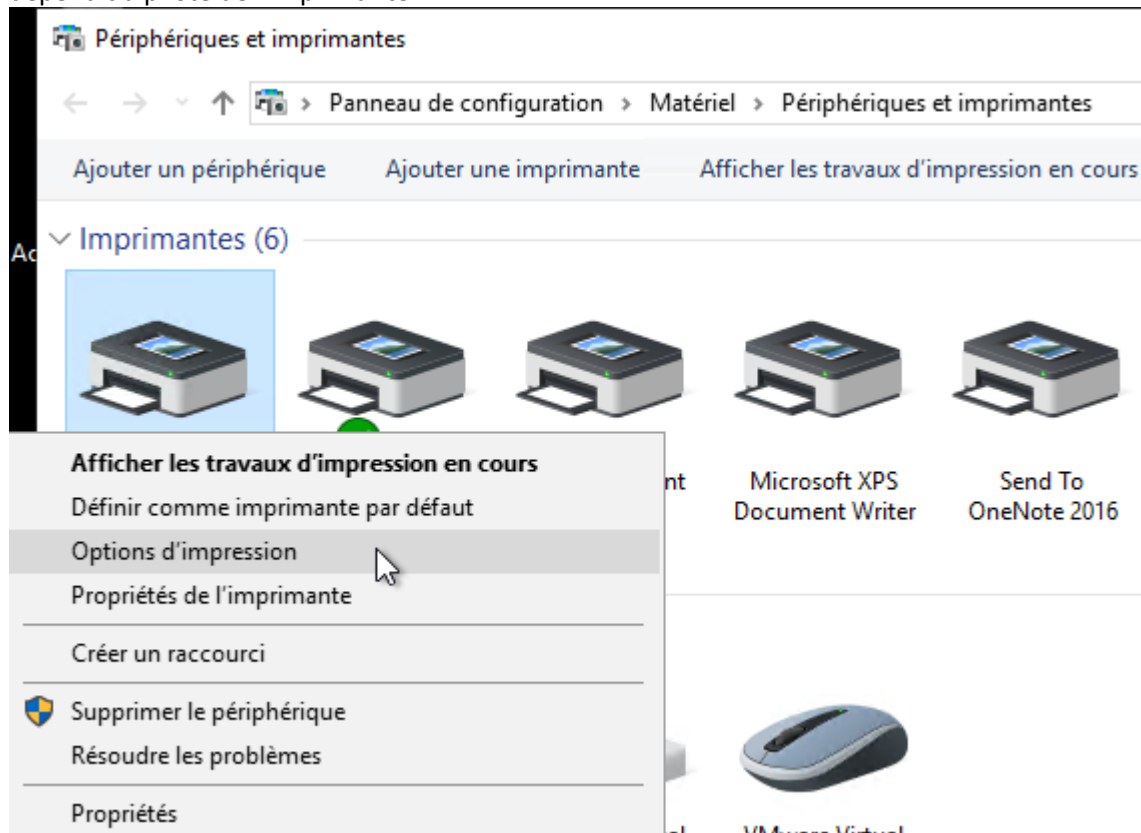 Périphériques et imprimantes
Panneau de configuration > Matériel > Périphériques et imprimantes
Ajouter un périphérique Ajouter une imprimante Afficher les travaux d'impression en cours
Imprimantes (6)
Afficher les travaux d'impression en cours
Définir comme imprimante par défaut
Options d'impression
Propriétés de l'imprimante
Créer un raccourci
Supprimer le périphérique
Résoudre les problèmes
Propriétés
nt
Microsoft XPS
Document Writer
Send To
OneNote 2016
VMware Virtual